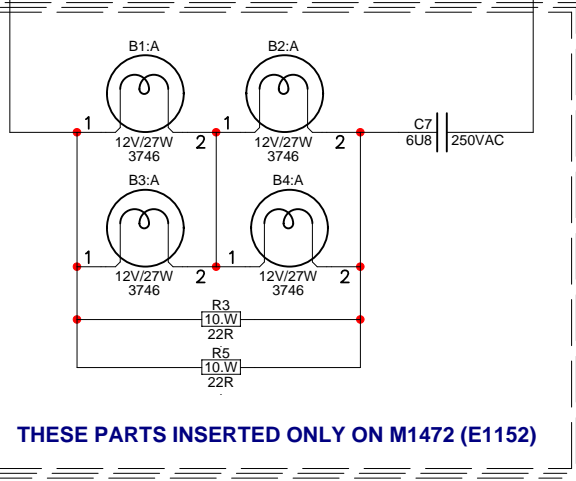 B1:A B2:A
1 2 1 2
12V/27W 12V/27W
3746 3746
C7
6U8 250VAC
B3:A B4:A
1 2 1 2
12V/27W 12V/27W
3746 3746
R3
10.W
22R
R5
10.W
22R
THESE PARTS INSERTED ONLY ON M1472 (E1152)